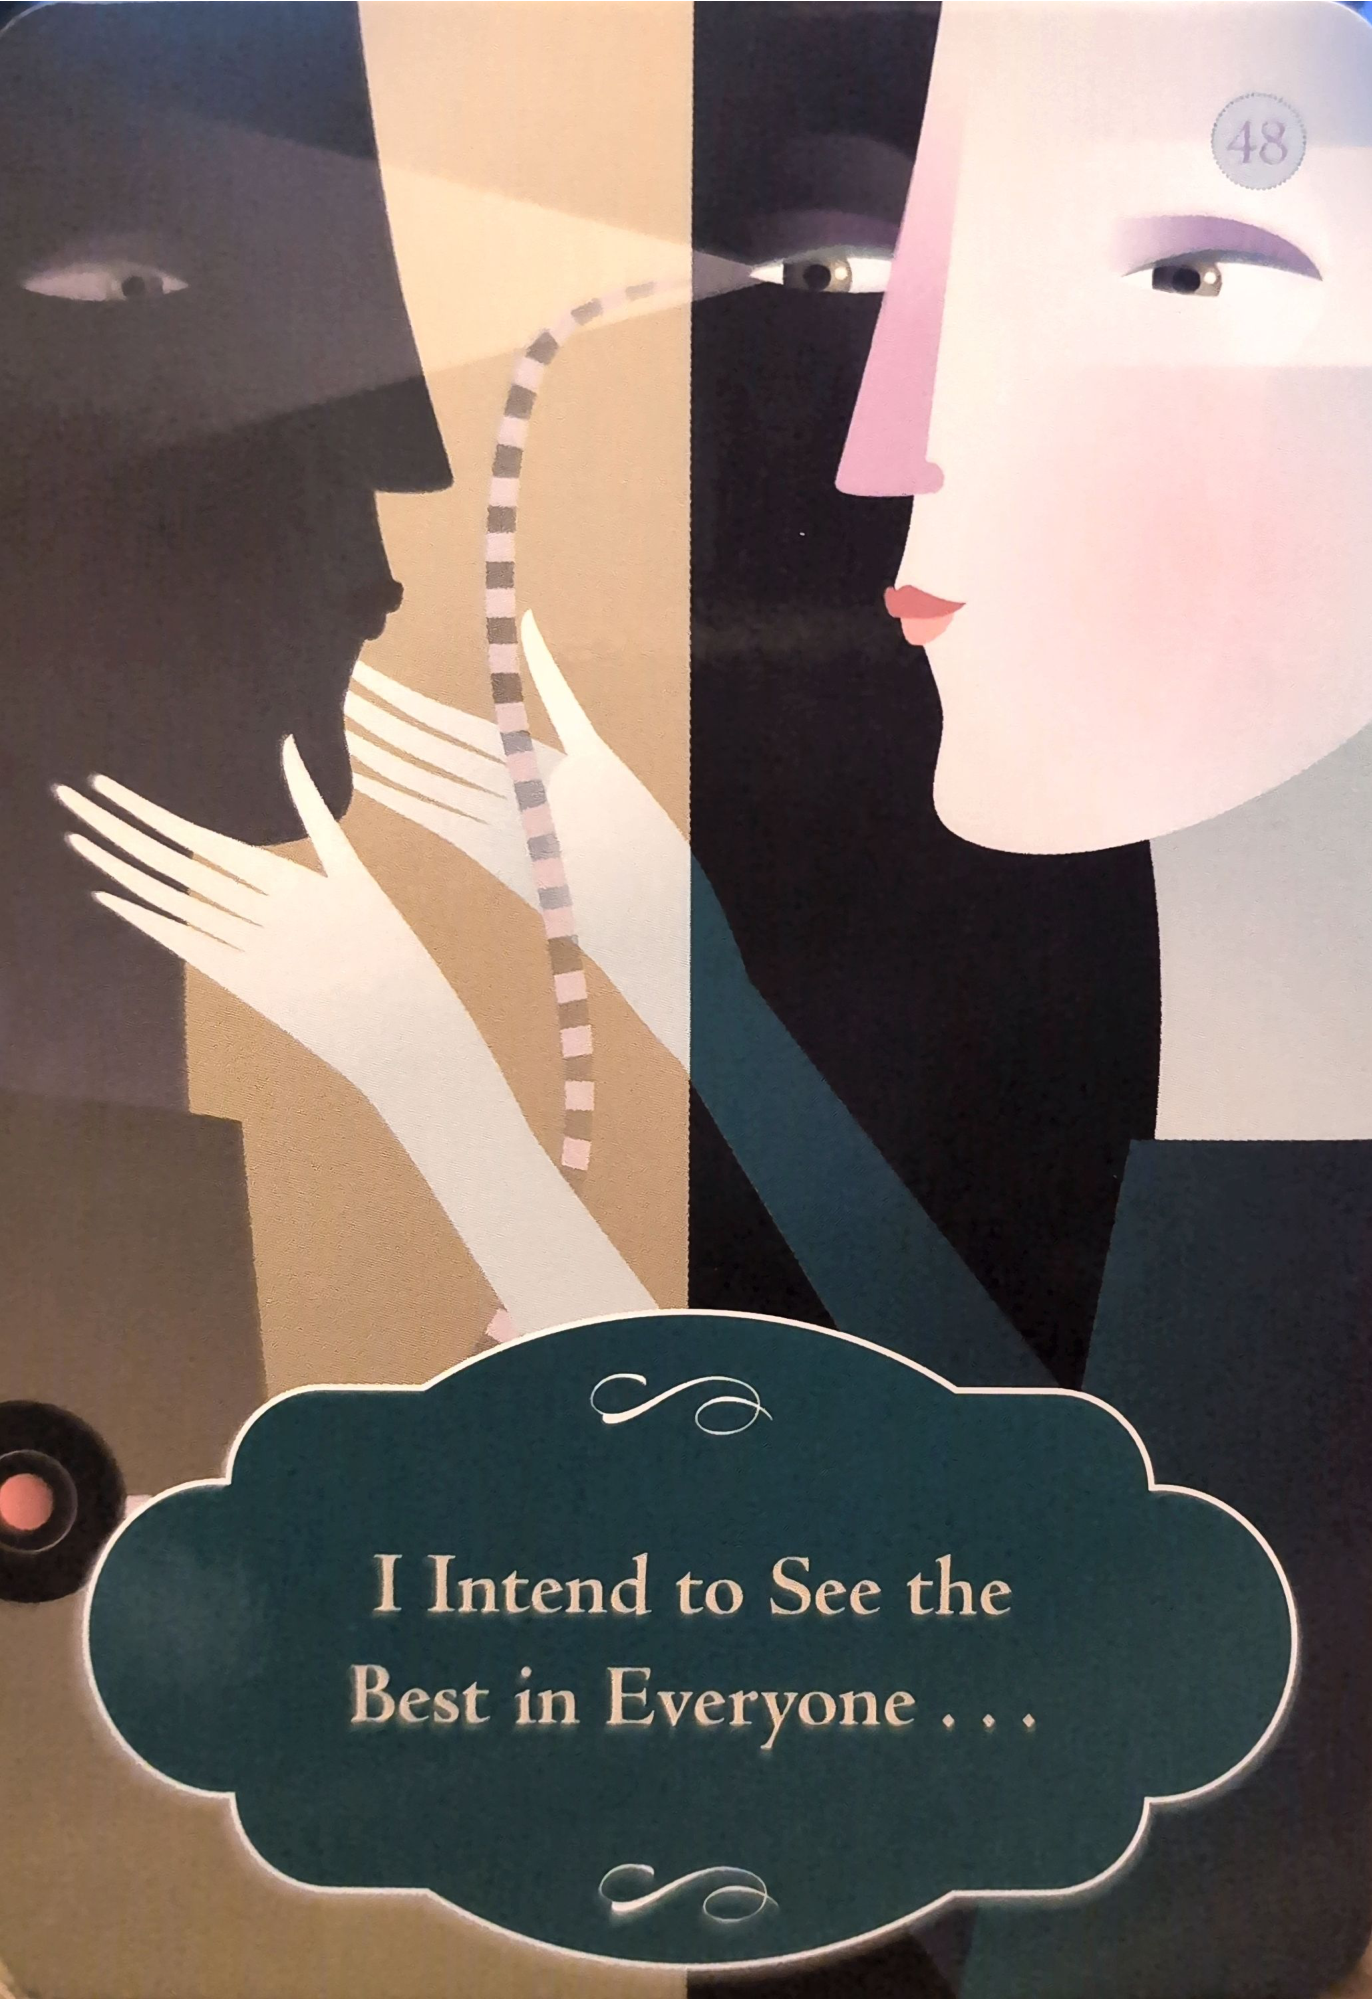 48
I Intend to See the
Best in Everyone . . .